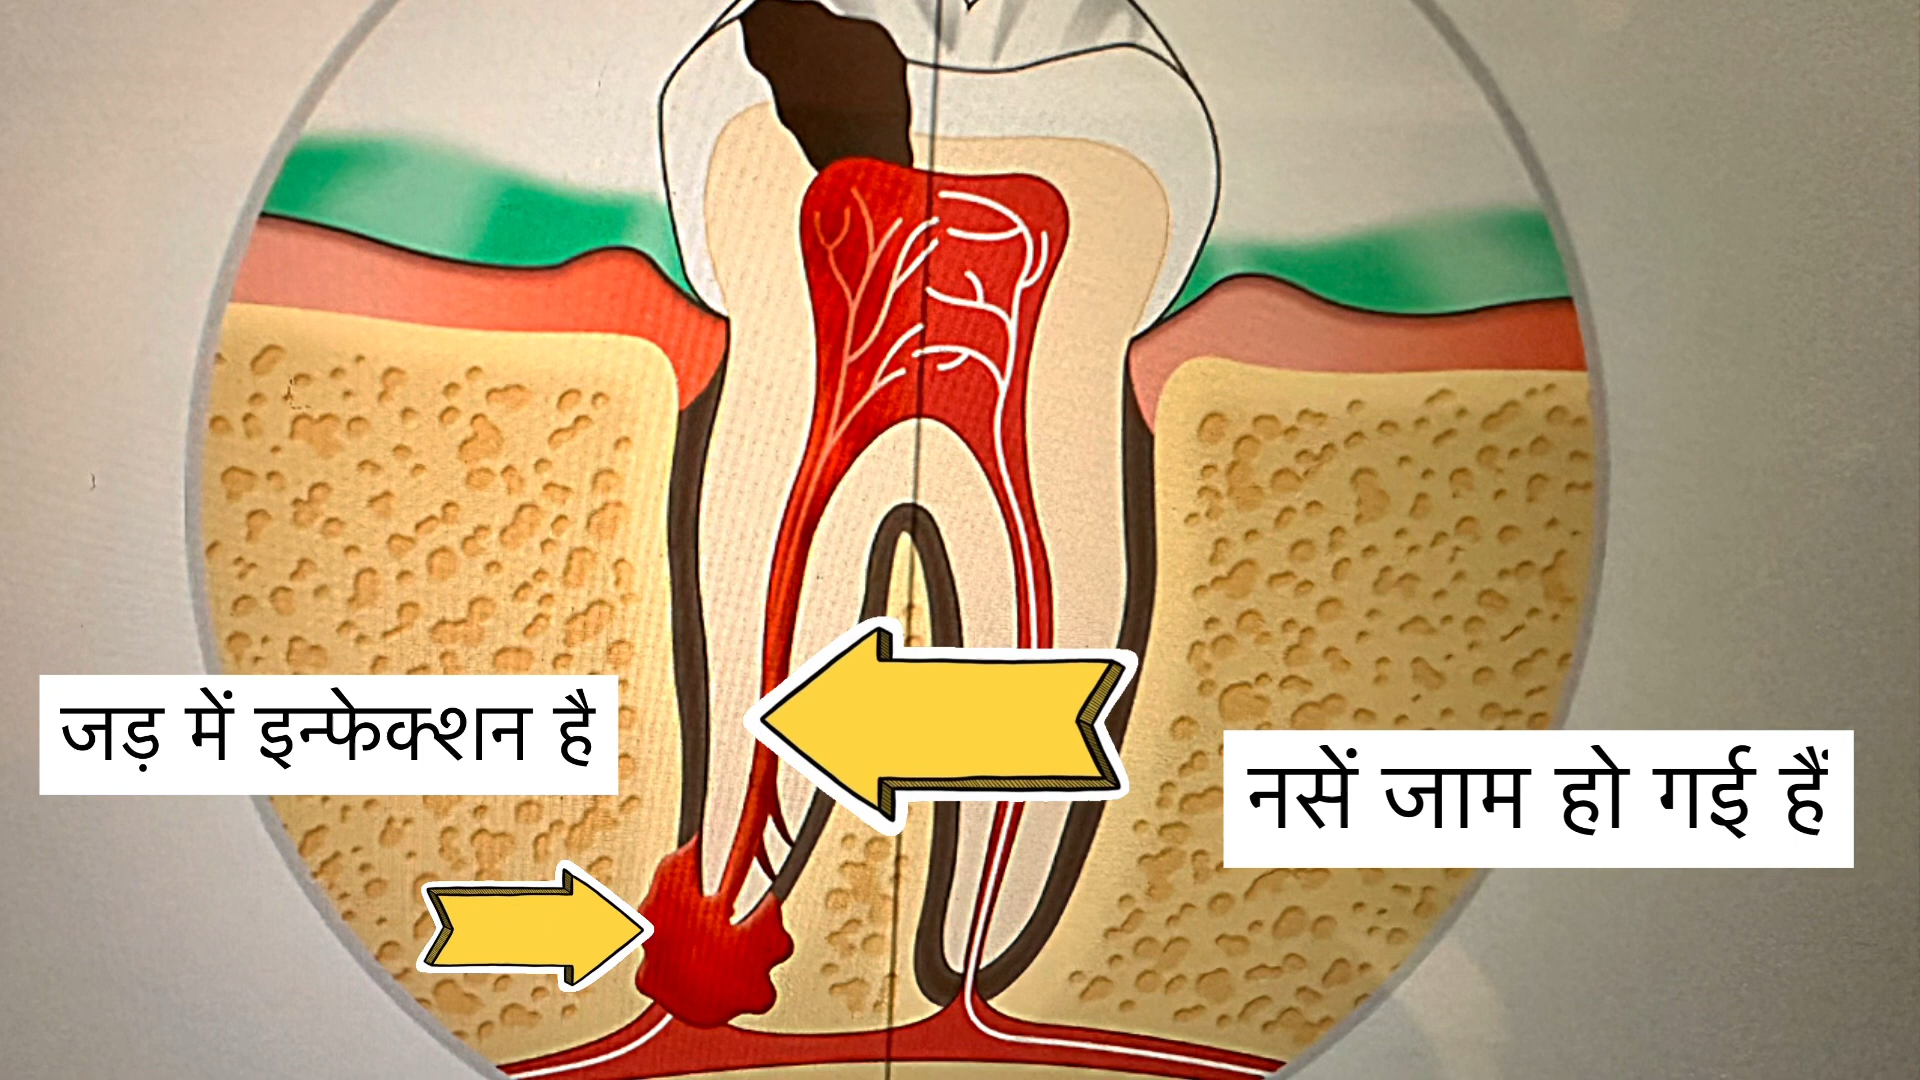 जड़ में इन्फेक्शन है
नसें जाम हो गई हैं